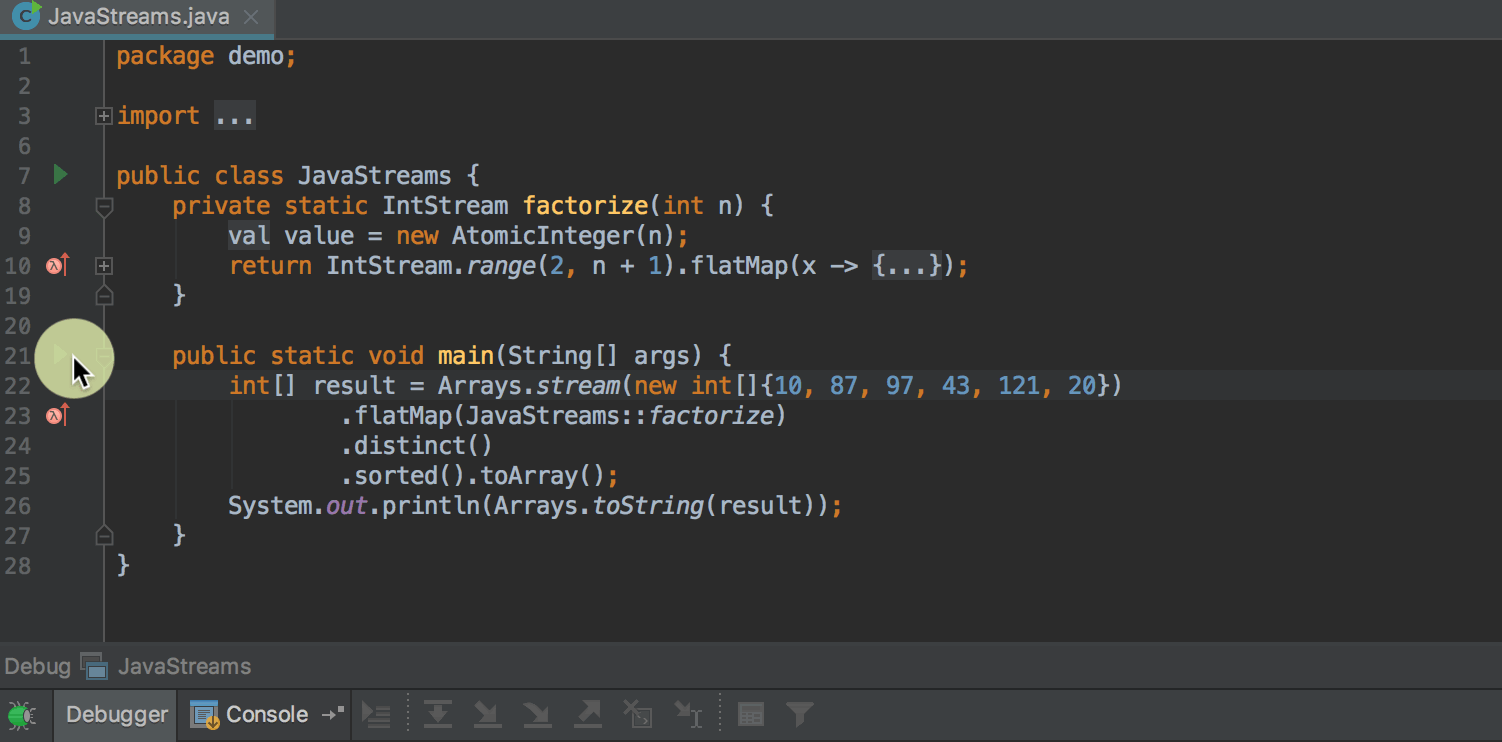 JavaStreams.java
1 package demo;
2
3 import ...
6
7 public class JavaStreams {
8 private static IntStream factorize(int n) {
9 val value = new AtomicInteger(n);
10 return IntStream.range(2, n + 1).flatMap(x -> {...});
19 }
20
21 public static void main(String[] args) {
22 int[] result = Arrays.stream(new int[]{10, 87, 97, 43, 121, 20})
23 .flatMap(JavaStreams::factorize)
24 .distinct()
25 .sorted().toArray();
26 System.out.println(Arrays.toString(result));
27 }
28 }
Debug JavaStreams
Debugger Console